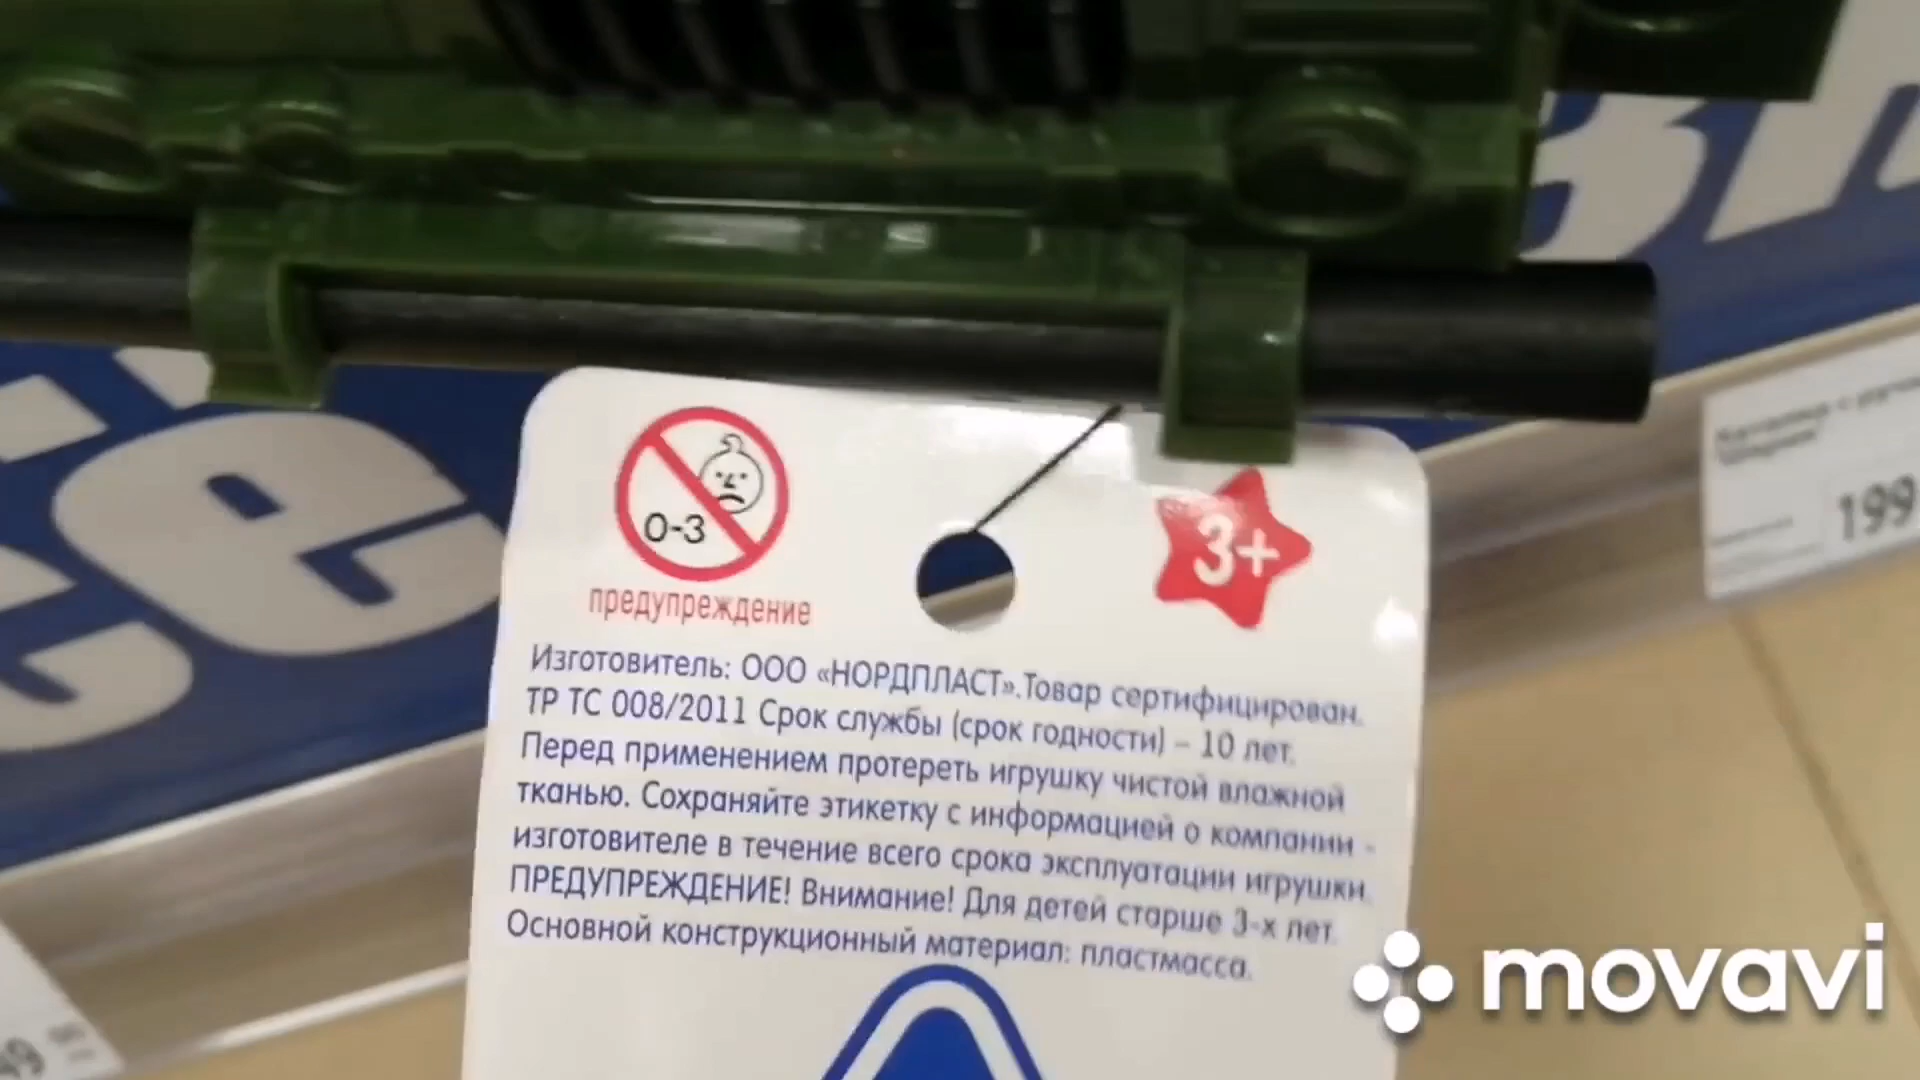 0-3
3+
предупреждение
Изготовитель: ООО «НОРДПЛАСТ».Товар сертифицирован.
ТР ТС 008/2011 Срок службы (срок годности) – 10 лет.
Перед применением протереть игрушку чистой влажной
тканью. Сохраняйте этикетку с информацией о компании -
изготовителе в течение всего срока эксплуатации игрушки.
ПРЕДУПРЕЖДЕНИЕ! Внимание! Для детей старше 3-х лет.
Основной конструкционный материал: пластмасса.
199
movavi